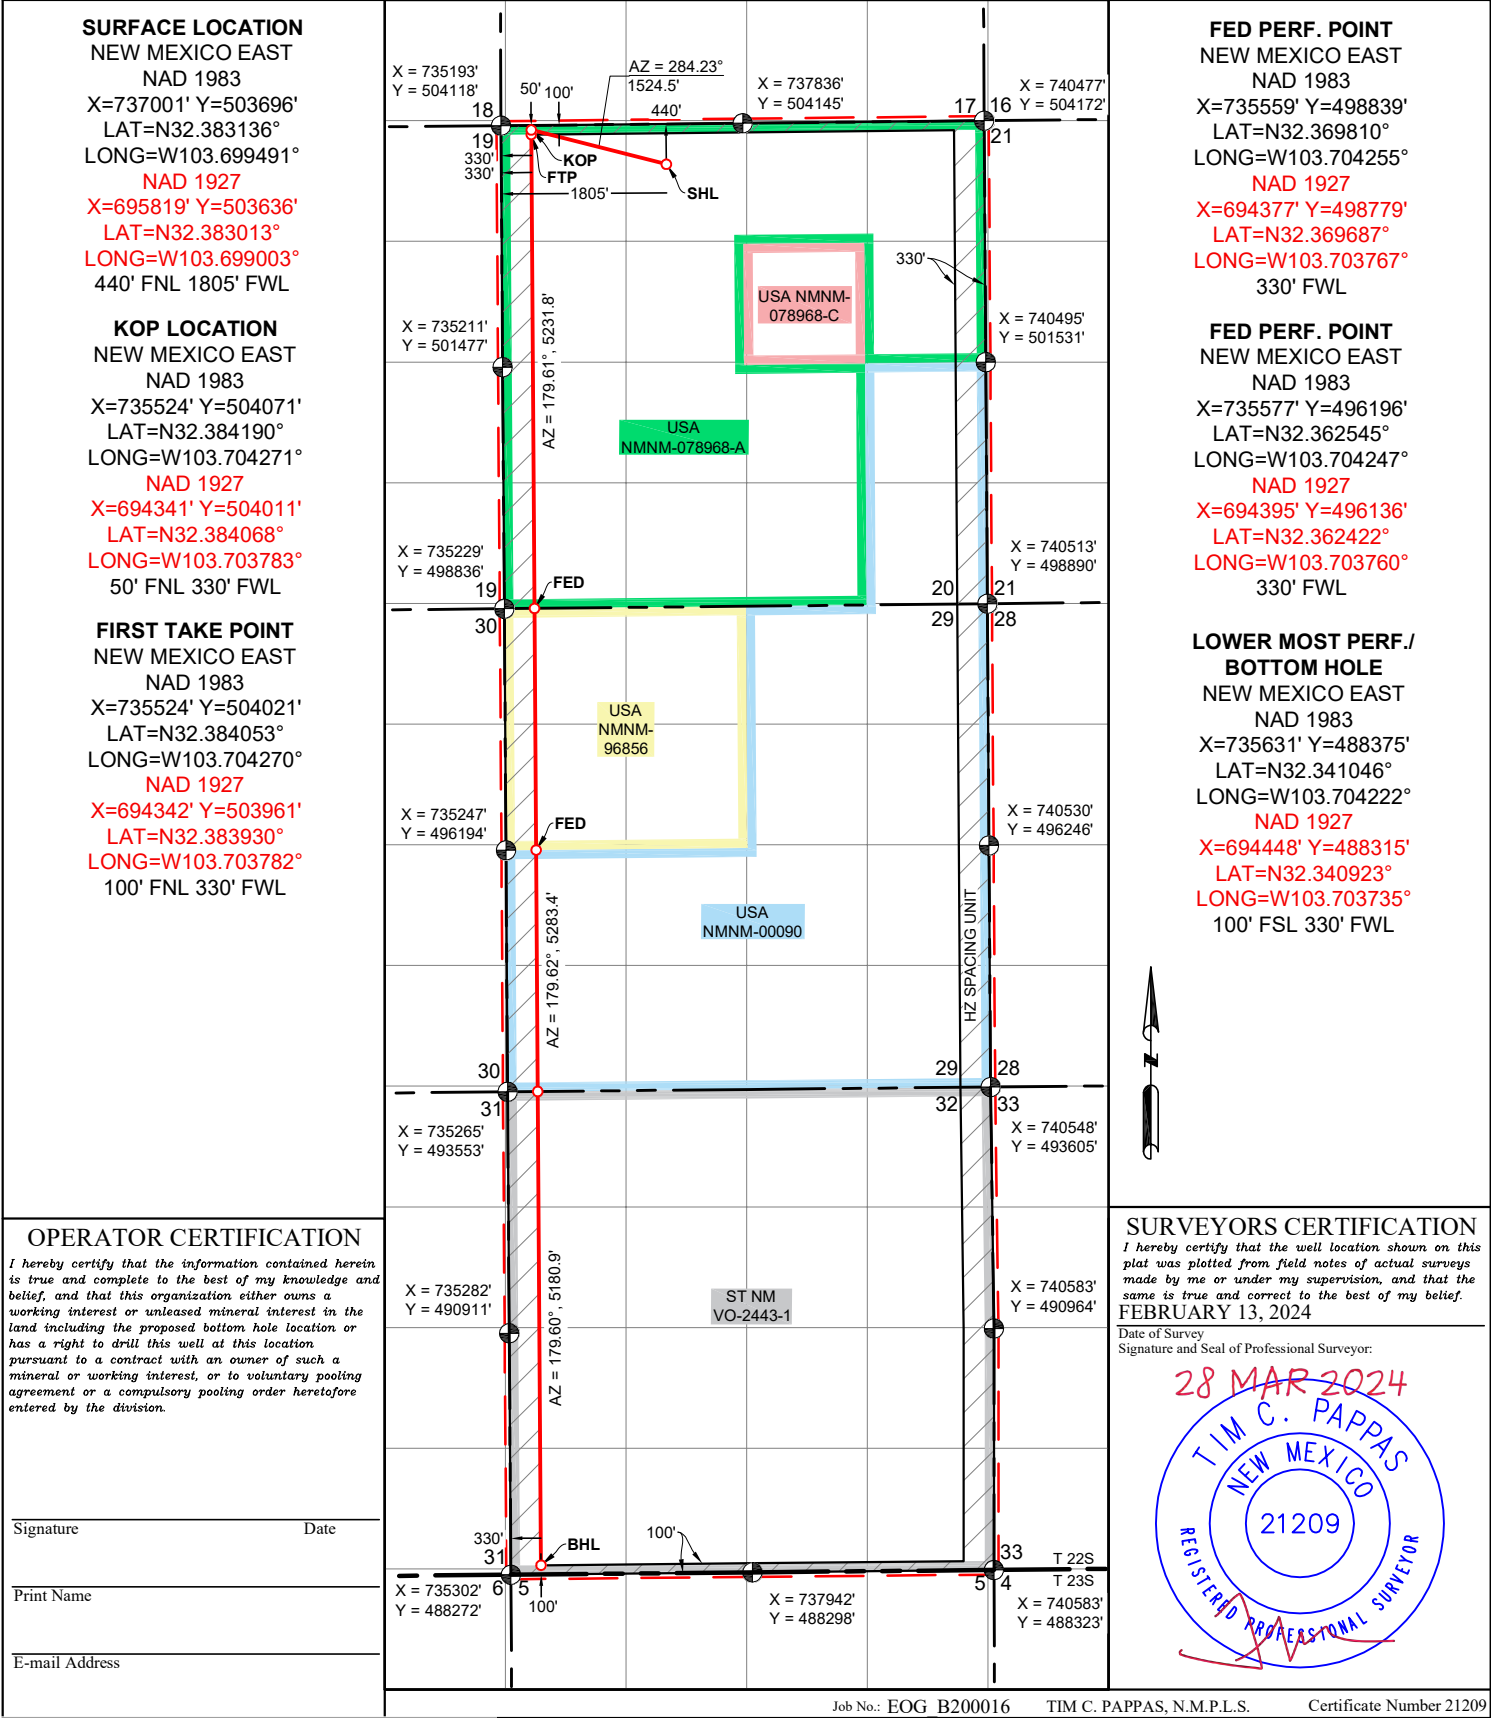 SURFACE LOCATION
NEW MEXICO EAST
NAD 1983
X=737001' Y=503696'
LAT=N32.383136°
LONG=W103.699491°
NAD 1927
X=695819' Y=503636'
LAT=N32.383013°
LONG=W103.699003°
440' FNL 1805' FWL
KOP LOCATION
NEW MEXICO EAST
NAD 1983
X=735524' Y=504071'
LAT=N32.384190°
LONG=W103.704271°
NAD 1927
X=694341' Y=504011'
LAT=N32.384068°
LONG=W103.703783°
50' FNL 330' FWL
FIRST TAKE POINT
NEW MEXICO EAST
NAD 1983
X=735524' Y=504021'
LAT=N32.384053°
LONG=W103.704270°
NAD 1927
X=694342' Y=503961'
LAT=N32.383930°
LONG=W103.703782°
100' FNL 330' FWL
OPERATOR CERTIFICATION
I hereby certify that the information contained herein
is true and complete to the best of my knowledge and
belief, and that this organization either owns a
working interest or unleased mineral interest in the
land including the proposed bottom hole location or
has a right to drill this well at this location
pursuant to a contract with an owner of such a
mineral or working interest, or to voluntary pooling
agreement or a compulsory pooling order heretofore
entered by the division.
Signature Date
Print Name
E-mail Address
X = 735193'
Y = 504118'
50' 100'
AZ = 284.23°
1524.5'
440'
X = 737836'
Y = 504145'
X = 740477'
Y = 504172'
18
17 16
19
21
330'
330'
KOP
FTP
1805'
SHL
330'
USA NMNM-
078968-C
X = 735211'
Y = 501477'
AZ = 179.61°, 5231.8'
X = 740495'
Y = 501531'
USA
NMNM-078968-A
X = 735229'
Y = 498836'
X = 740513'
Y = 498890'
FED
19
20 21
30
29 28
USA
NMNM-
96856
X = 735247'
Y = 496194'
FED
X = 740530'
Y = 496246'
USA
NMNM-00090
AZ = 179.62°, 5283.4'
HZ SPACING UNIT
30
29 28
31
32 33
X = 735265'
Y = 493553'
X = 740548'
Y = 493605'
X = 735282'
Y = 490911'
AZ = 179.60°, 5180.9'
ST NM
VO-2443-1
X = 740583'
Y = 490964'
330'
BHL
100'
31
33
T 22S
6 5
5 4
T 23S
100'
X = 735302'
Y = 488272'
X = 737942'
Y = 488298'
X = 740583'
Y = 488323'
FED PERF. POINT
NEW MEXICO EAST
NAD 1983
X=735559' Y=498839'
LAT=N32.369810°
LONG=W103.704255°
NAD 1927
X=694377' Y=498779'
LAT=N32.369687°
LONG=W103.703767°
330' FWL
FED PERF. POINT
NEW MEXICO EAST
NAD 1983
X=735577' Y=496196'
LAT=N32.362545°
LONG=W103.704247°
NAD 1927
X=694395' Y=496136'
LAT=N32.362422°
LONG=W103.703760°
330' FWL
LOWER MOST PERF./
BOTTOM HOLE
NEW MEXICO EAST
NAD 1983
X=735631' Y=488375'
LAT=N32.341046°
LONG=W103.704222°
NAD 1927
X=694448' Y=488315'
LAT=N32.340923°
LONG=W103.703735°
100' FSL 330' FWL
Z
SURVEYORS CERTIFICATION
I hereby certify that the well location shown on this
plat was plotted from field notes of actual surveys
made by me or under my supervision, and that the
same is true and correct to the best of my belief.
FEBRUARY 13, 2024
Date of Survey
Signature and Seal of Professional Surveyor:
28 MAR 2024
TIM C. PAPPAS
NEW MEXICO
21209
REGISTERED PROFESSIONAL SURVEYOR
Job No.: EOG_B200016 TIM C. PAPPAS, N.M.P.L.S. Certificate Number 21209